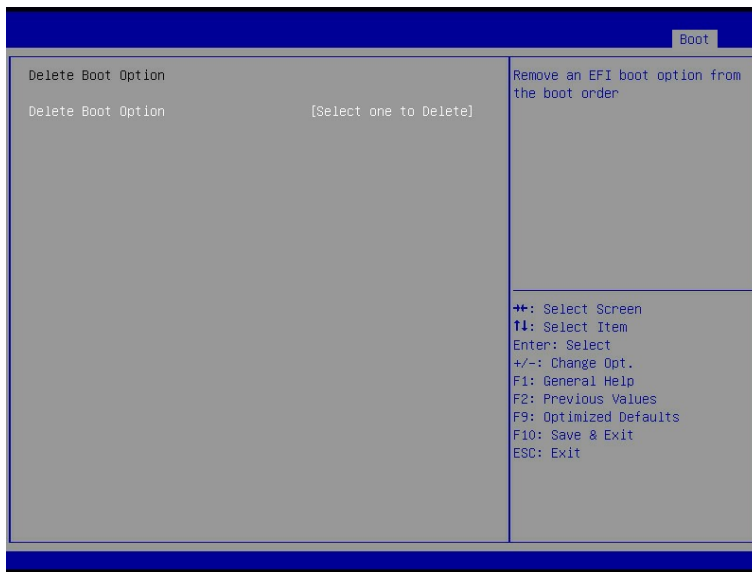 Boot
Delete Boot Option
Delete Boot Option [Select one to Delete]
Remove an EFI boot option from
the boot order
→←: Select Screen
↑↓: Select Item
Enter: Select
+/-: Change Opt.
F1: General Help
F2: Previous Values
F9: Optimized Defaults
F10: Save & Exit
ESC: Exit